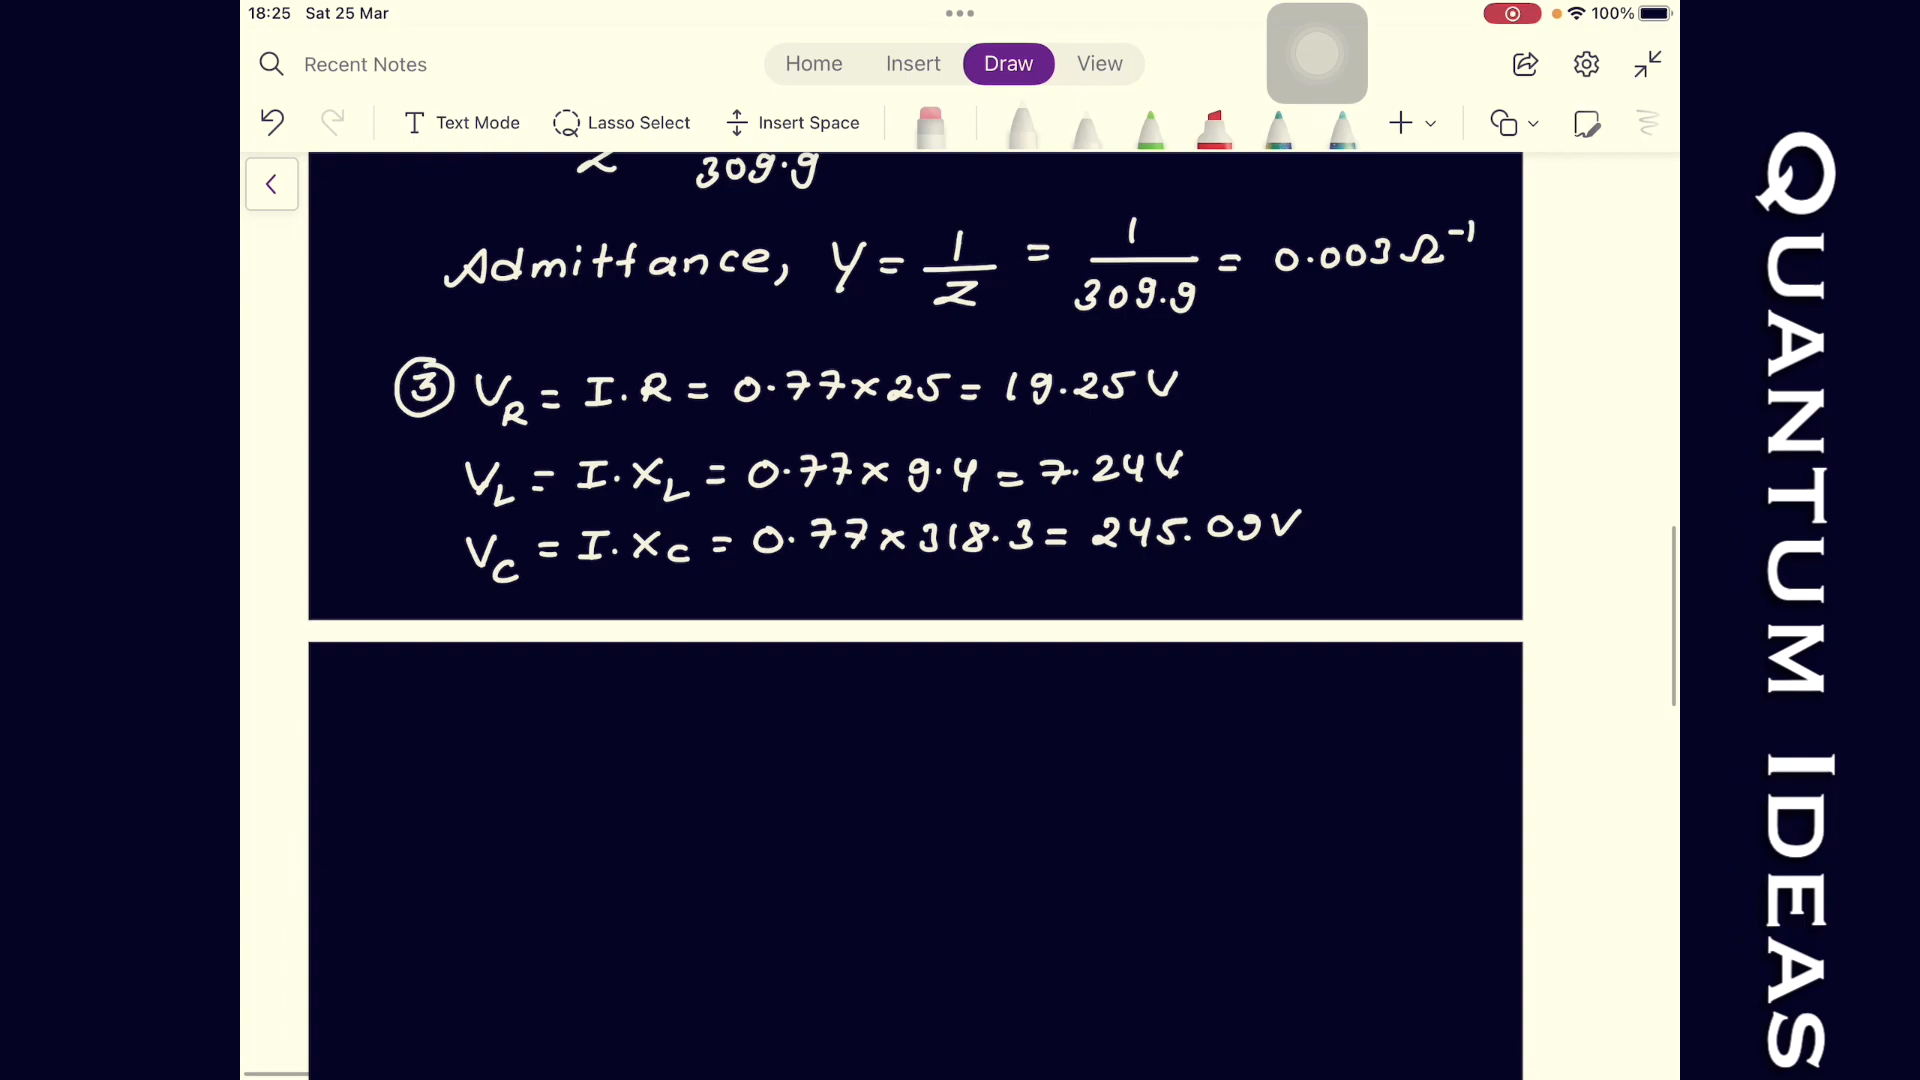 18:25 Sat 25 Mar
100%
Recent Notes
Home Insert Draw View
Text Mode Lasso Select Insert Space
Z 309.9
Admittance, Y = 1/Z = 1/309.9 = 0.003 Ω⁻¹
③ V_R = I.R = 0.77×25 = 19.25 V
V_L = I.X_L = 0.77× 9.4 = 7.24V
V_C = I.X_C = 0.77×318.3 = 245.09V
QUANTUM IDEAS